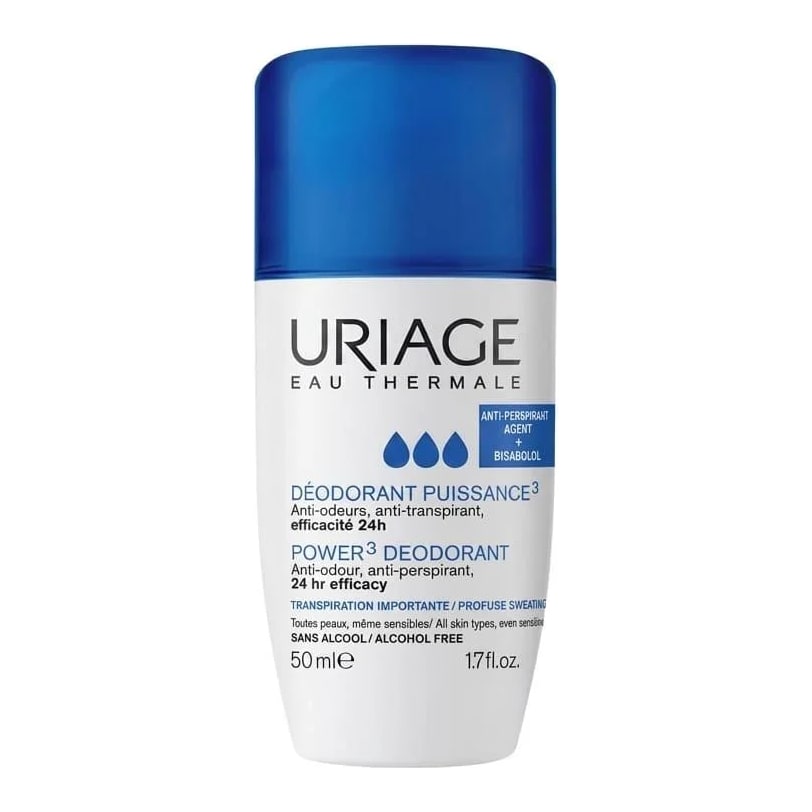 URIAGE
EAU THERMALE
ANTI-PERSPIRANT
AGENT
+
BISABOLOL
DÉODORANT PUISSANCE³
Anti-odeurs, anti-transpirant,
efficacité 24h
POWER³ DEODORANT
Anti-odour, anti-perspirant,
24 hr efficacy
TRANSPIRATION IMPORTANTE / PROFUSE SWEATING
Toutes peaux, même sensibles/ All skin types, even
SANS ALCOOL / ALCOHOL FREE
50 ml℮ 1.7fl.oz.